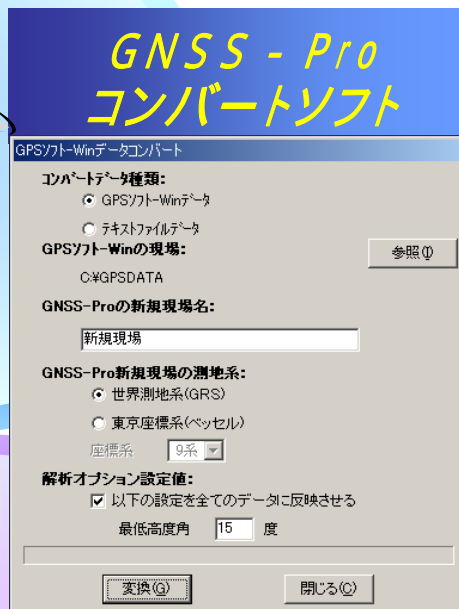 GNSS - Pro
コンバートソフト
GPSソフト-Winデータコンバート
コンバートデータ種類:
GPSソフト-Winデータ
テキストファイルデータ
GPSソフト-Winの現場:
参照(I)
C:¥GPSDATA
GNSS-Proの新規現場名:
新規現場
GNSS-Pro新規現場の測地系:
世界測地系(GRS)
東京座標系(ベッセル)
座標系 9系
解析オプション設定値:
以下の設定を全てのデータに反映させる
最低高度角 15 度
変換(G) 閉じる(C)